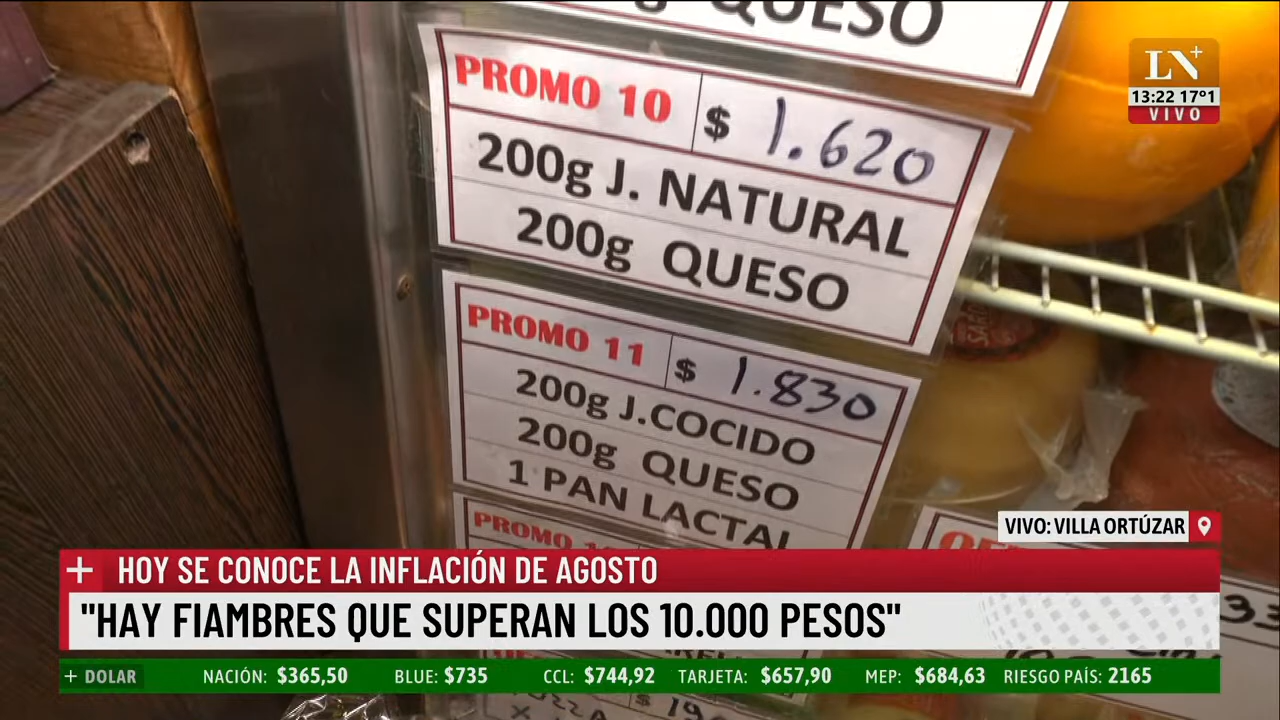 QUESO
PROMO 10 $ 1.620
200g J. NATURAL
200g QUESO
PROMO 11 $ 1.830
200g J.COCIDO
200g QUESO
1 PAN LACTAL
PROMO
LN+
13:22 17°1
VIVO
VIVO: VILLA ORTÚZAR
+ HOY SE CONOCE LA INFLACIÓN DE AGOSTO
"HAY FIAMBRES QUE SUPERAN LOS 10.000 PESOS"
+ DOLAR NACIÓN: $365,50 BLUE: $735 CCL: $744,92 TARJETA: $657,90 MEP: $684,63 RIESGO PAÍS: 2165